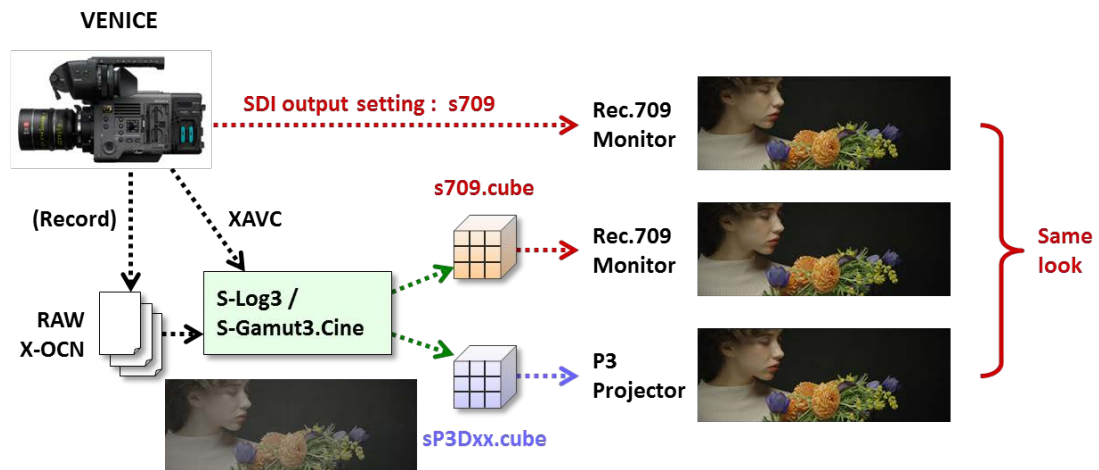 VENICE
SDI output setting : s709
Rec.709
Monitor
s709.cube
(Record)
XAVC
Rec.709
Monitor
Same
look
S-Log3 /
S-Gamut3.Cine
RAW
X-OCN
P3
Projector
sP3Dxx.cube